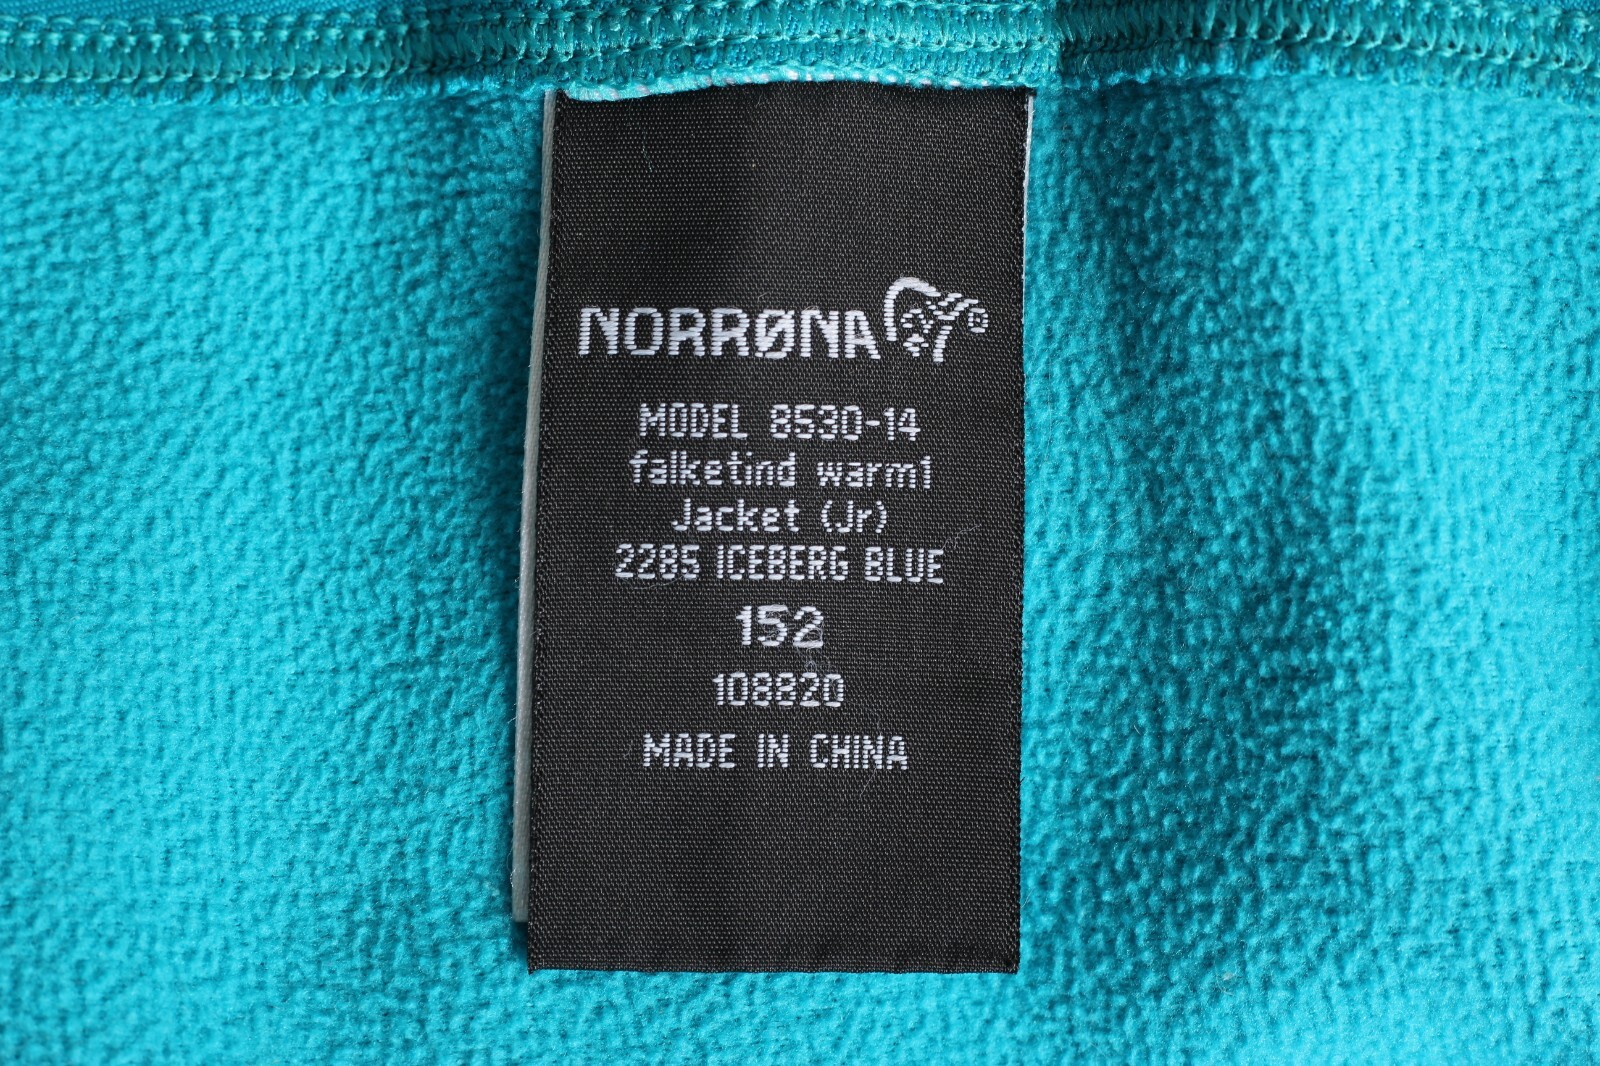 NORRØNA
MODEL 8530-14
falketind warm1
Jacket (Jr)
2285 ICEBERG BLUE
152
108820
MADE IN CHINA